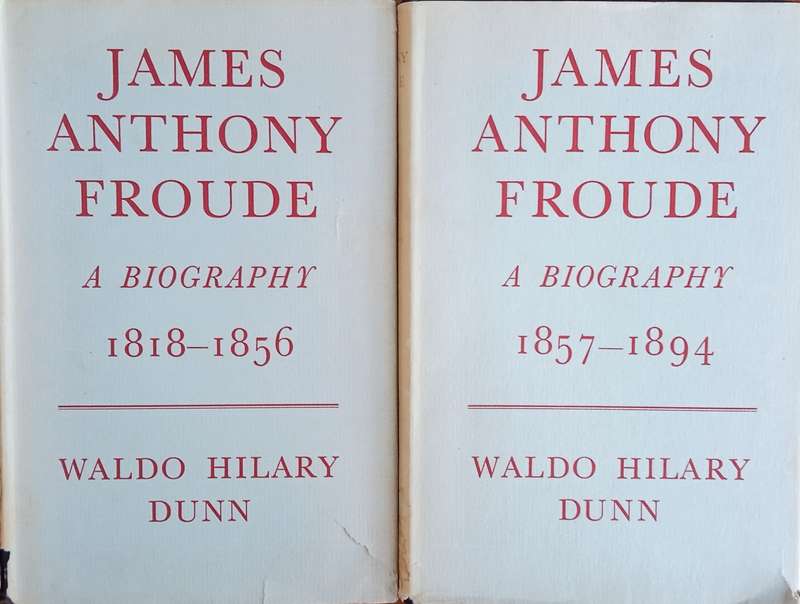 JAMES
ANTHONY
FROUDE
A BIOGRAPHY
1818–1856
WALDO HILARY
DUNN
JAMES
ANTHONY
FROUDE
A BIOGRAPHY
1857–1894
WALDO HILARY
DUNN